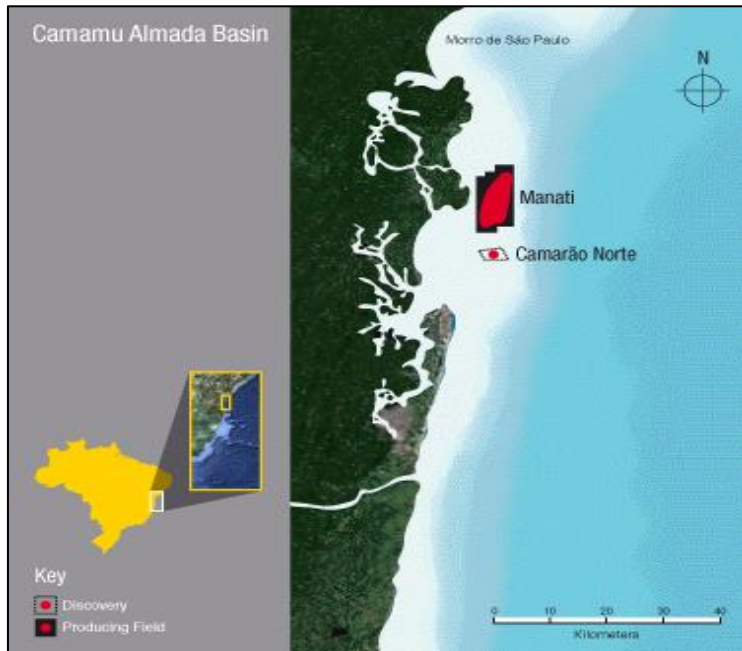 Camamu Almada Basin
Morro de São Paulo
N
Manati
Camarão Norte
Key
Discovery
Producing Field
0 10 20 30 40
Kilometers